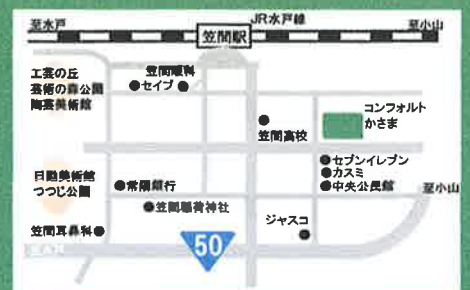 至水戸
JR水戸線
至小山
笠間駅
工芸の丘
芸術の森公園
陶芸美術館
笠間眼科
●セイブ●
コンフォルト
かさま
●
笠間高校
●セブンイレブン
●カスミ
●中央公民館
日動美術館
つつじ公園
●常陽銀行
至小山
●笠間稲荷神社
ジャスコ
●
笠間耳鼻科●
50